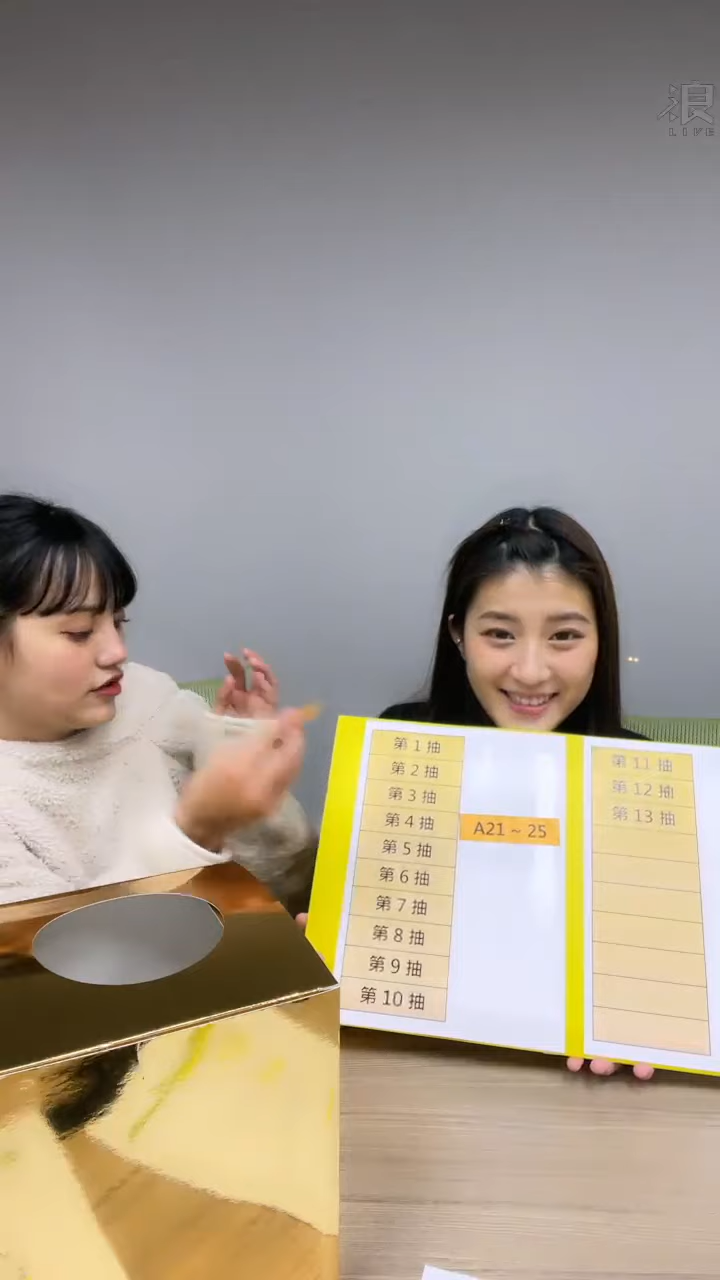 浪
LIVE
第 1 抽
第 2 抽
第 3 抽
第 4 抽
A21 ~ 25
第 5 抽
第 6 抽
第 7 抽
第 8 抽
第 9 抽
第 10 抽
第 11 抽
第 12 抽
第 13 抽